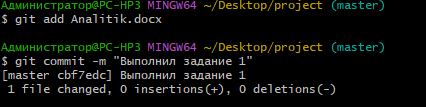 Администратор@PC-HP3 MINGW64 ~/Desktop/project (master)
$ git add Analitik.docx
Администратор@PC-HP3 MINGW64 ~/Desktop/project (master)
$ git commit -m "Выполнил задание 1"
[master cbf7edc] Выполнил задание 1
 1 file changed, 0 insertions(+), 0 deletions(-)